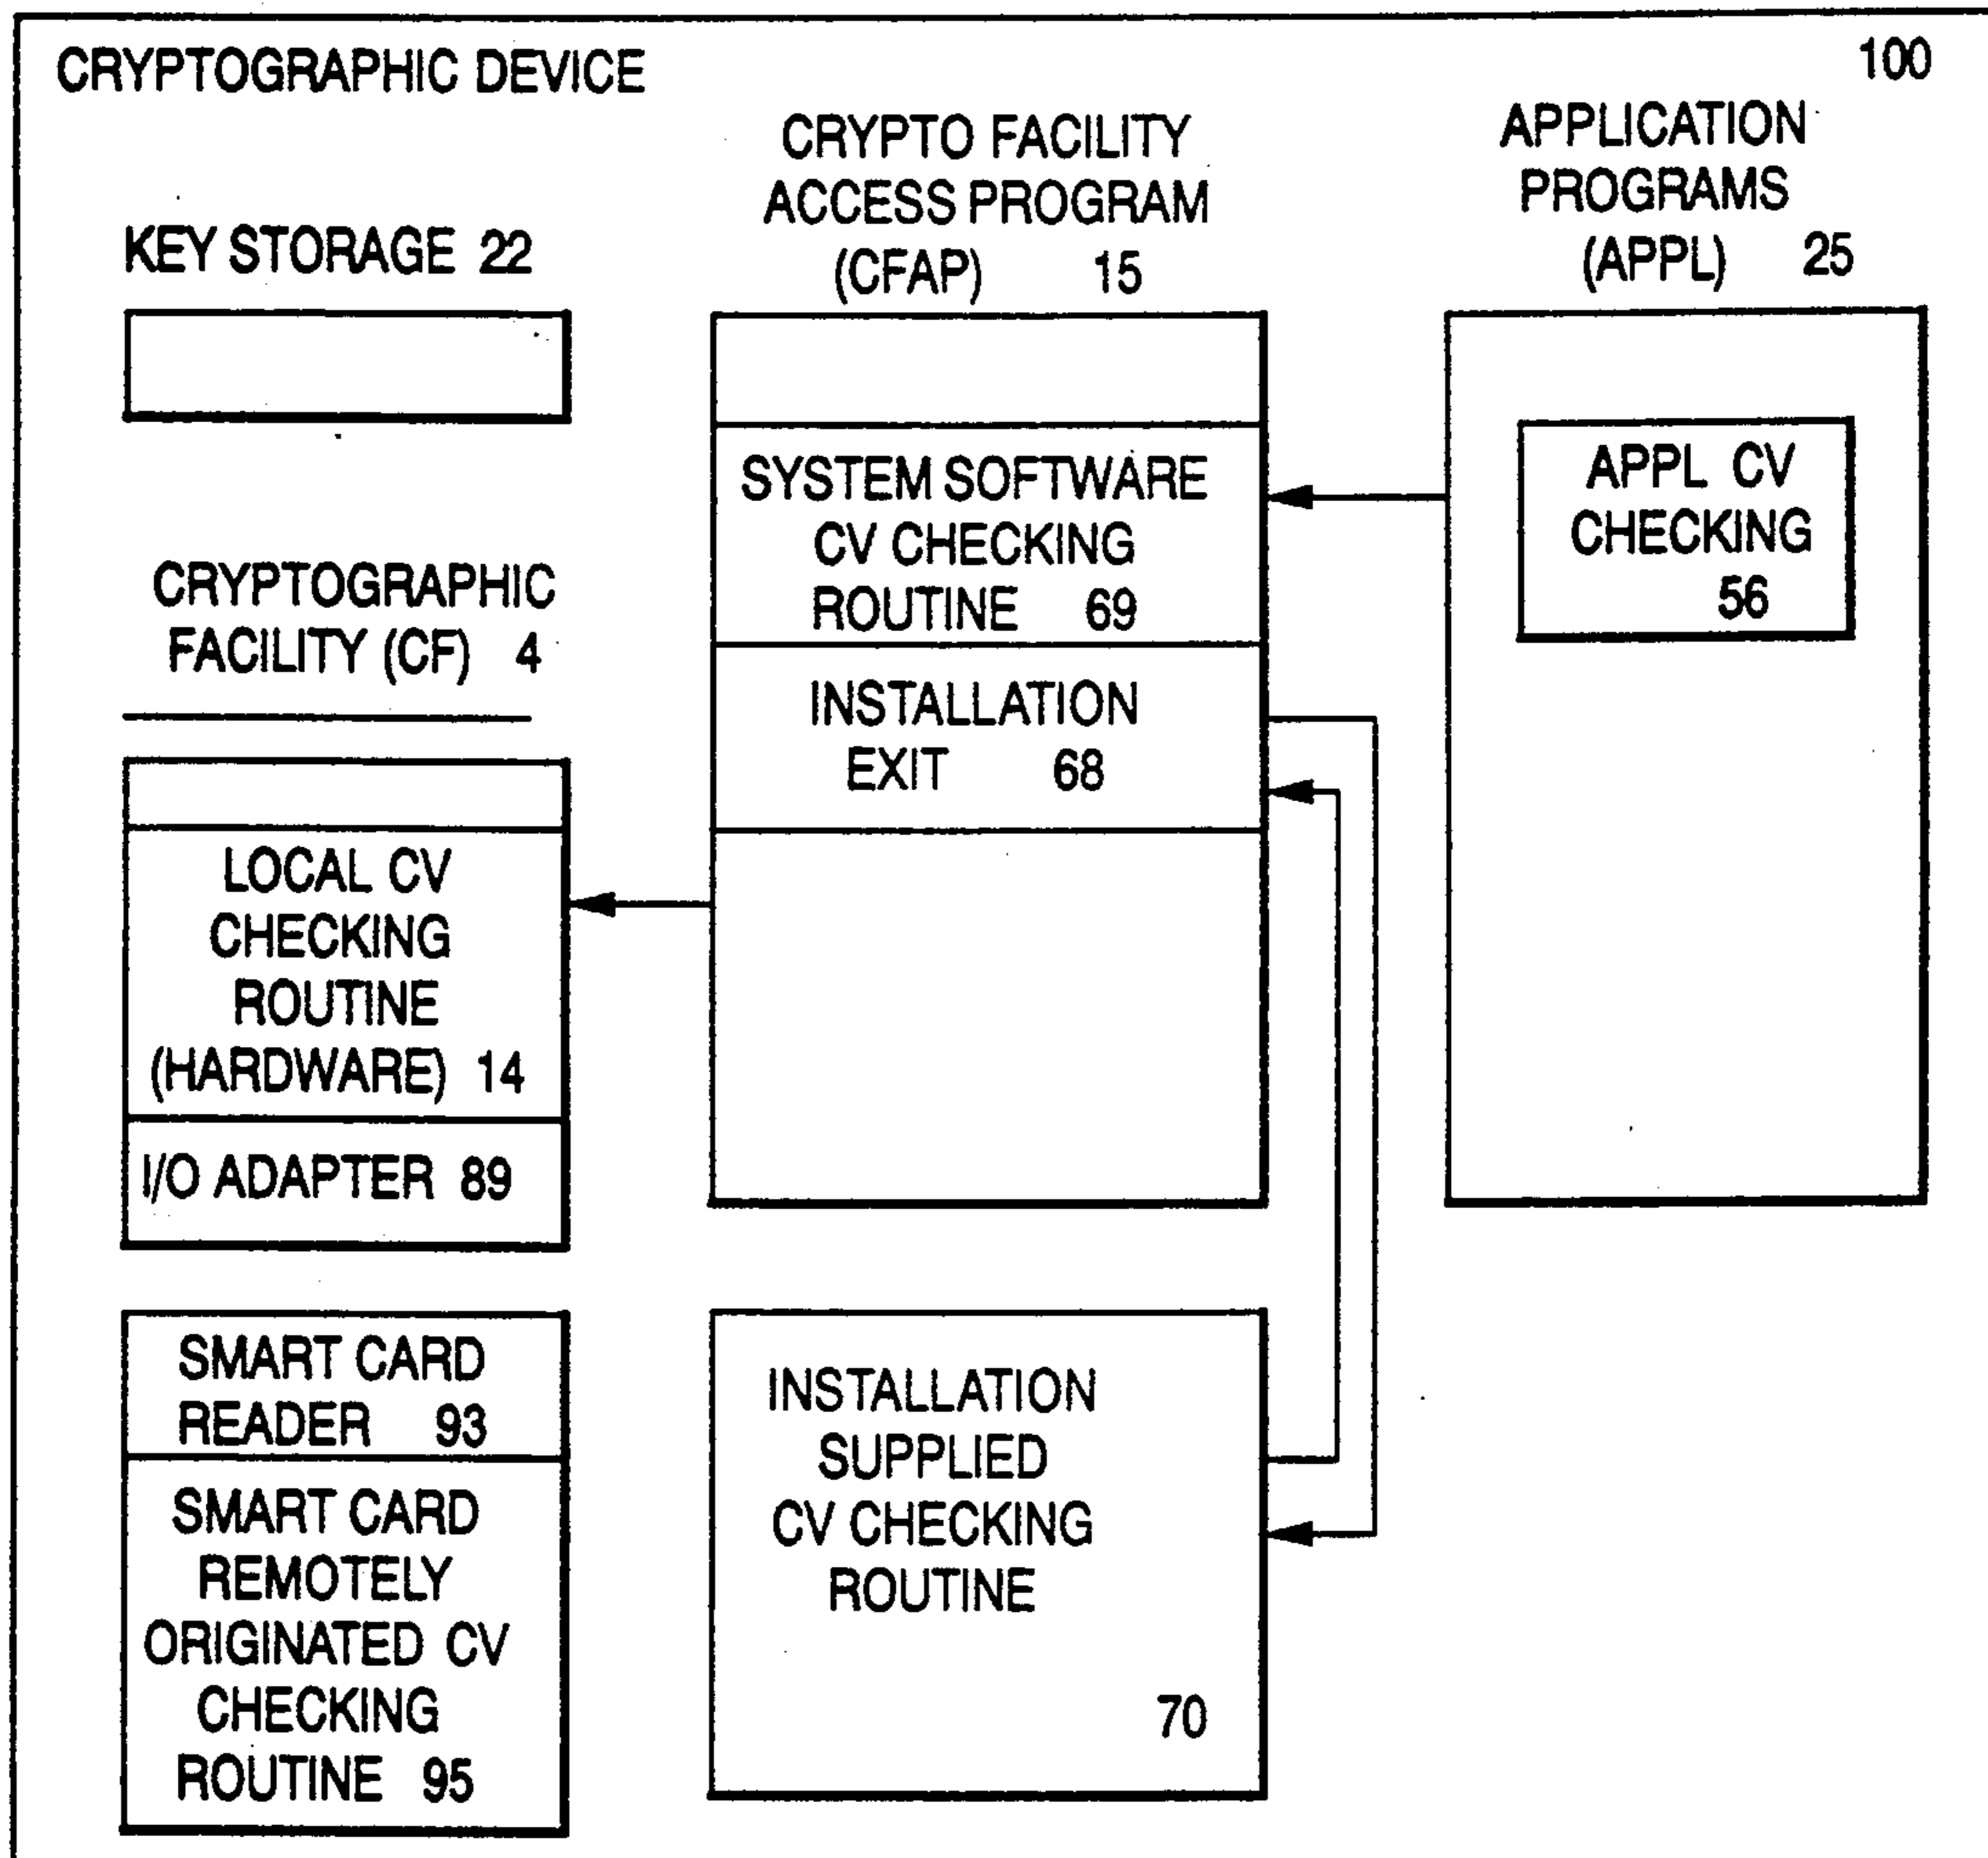 CRYPTOGRAPHIC DEVICE
100
KEY STORAGE 22
CRYPTOGRAPHIC
FACILITY (CF) 4
LOCAL CV
CHECKING
ROUTINE
(HARDWARE) 14
I/O ADAPTER 89
SMART CARD
READER 93
SMART CARD
REMOTELY
ORIGINATED CV
CHECKING
ROUTINE 95
CRYPTO FACILITY
ACCESS PROGRAM
(CFAP) 15
SYSTEM SOFTWARE
CV CHECKING
ROUTINE 69
INSTALLATION
EXIT 68
INSTALLATION
SUPPLIED
CV CHECKING
ROUTINE
70
APPLICATION
PROGRAMS
(APPL) 25
APPL CV
CHECKING
56